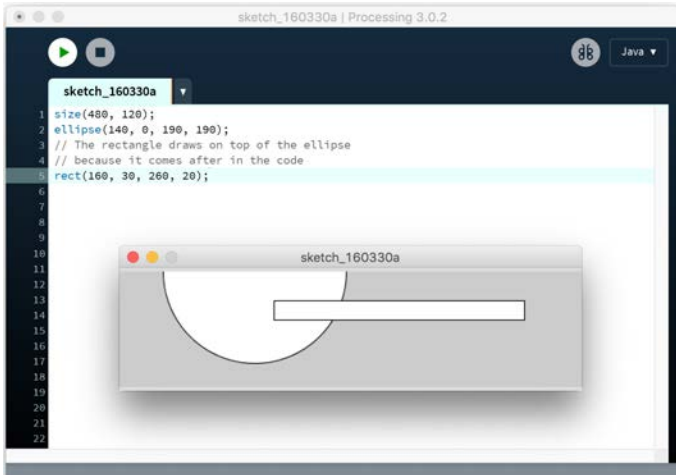 sketch_160330a | Processing 3.0.2
Java ▼
sketch_160330a ▼
1 size(480, 120);
2 ellipse(140, 0, 190, 190);
3 // The rectangle draws on top of the ellipse
4 // because it comes after in the code
5 rect(160, 30, 260, 20);
6
7
8
9
10
sketch_160330a
11
12
13
14
15
16
17
18
19
20
21
22